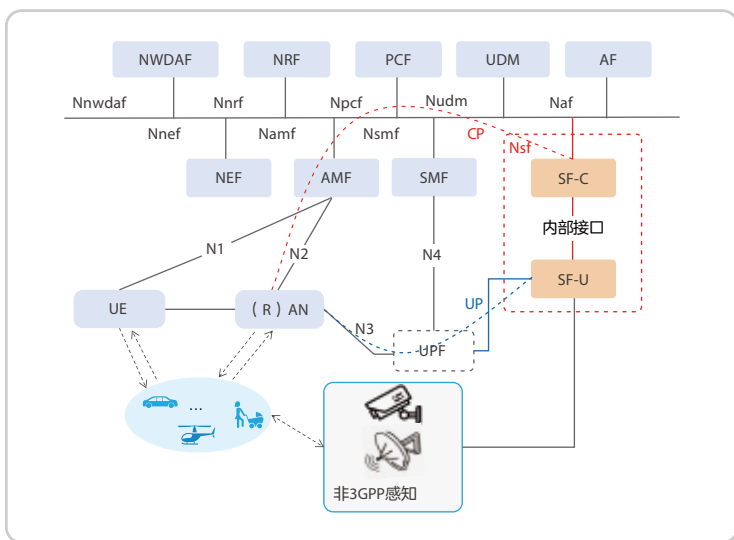 NWDAF NRF PCF UDM AF
Nnwdaf Nnrf Npcf Nudm Naf
Nnef Namf Nsmf CP Nsf
NEF AMF SMF SF-C
内部接口
N1 N2 N4
SF-U
UE （R）AN UP
N3
UPF
...
非3GPP感知